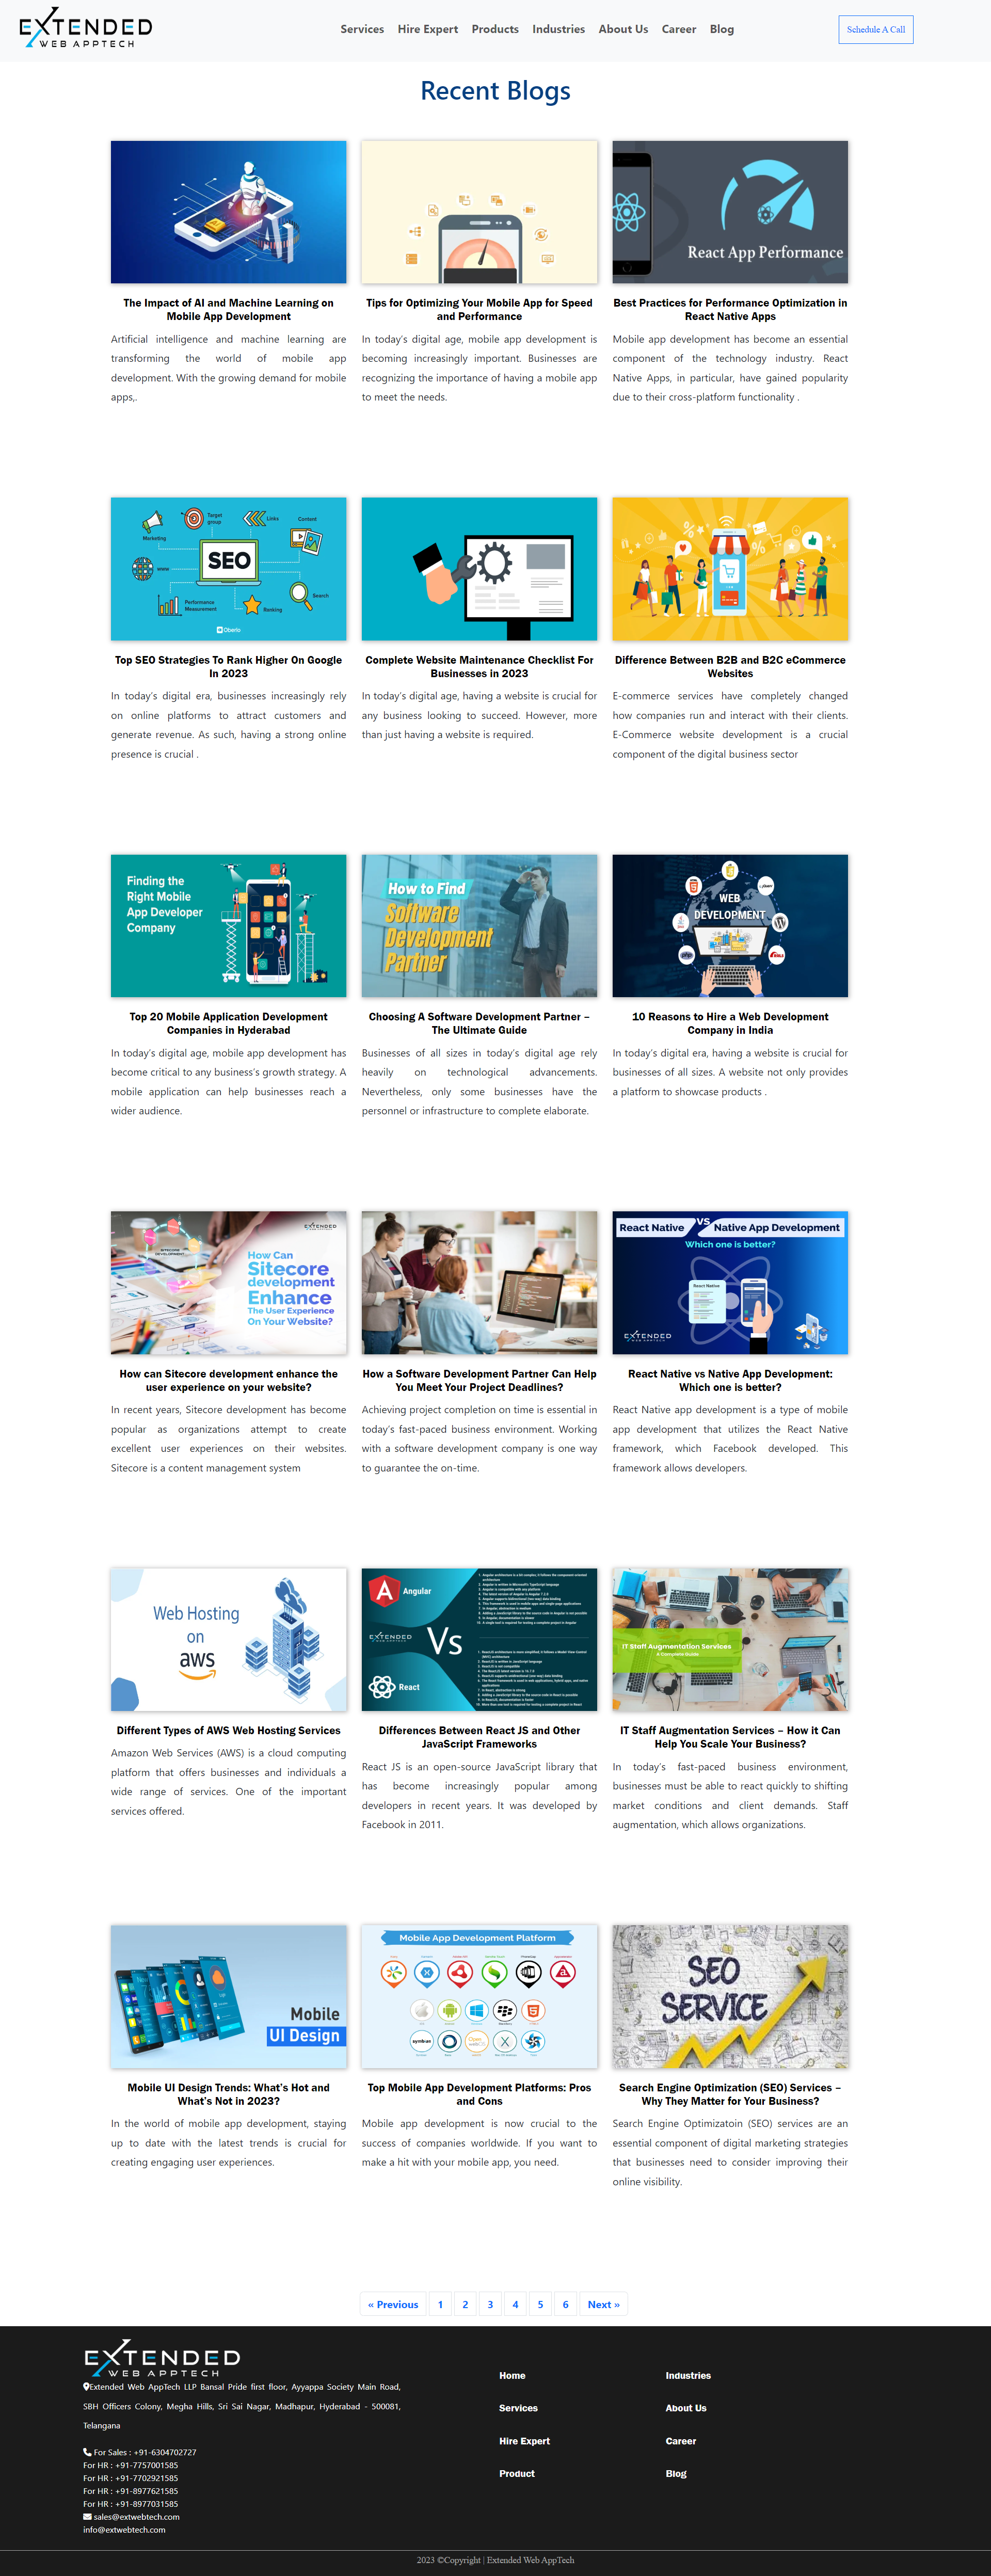 EXTENDED
WEB APPTECH
Services Hire Expert Products Industries About Us Career Blog
Schedule A Call
Recent Blogs
AI
The Impact of AI and Machine Learning on
Mobile App Development
Artificial intelligence and machine learning are
transforming the world of mobile app
development. With the growing demand for mobile
apps,.
Tips for Optimizing Your Mobile App for Speed
and Performance
In today's digital age, mobile app development is
becoming increasingly important. Businesses are
recognizing the importance of having a mobile app
to meet the needs.
React App Performance
Best Practices for Performance Optimization in
React Native Apps
Mobile app development has become an essential
component of the technology industry. React
Native Apps, in particular, have gained popularity
due to their cross-platform functionality .
Marketing
Target
group
Links
Content
www
SEO
Performance
Measurement
Ranking
Search
Oberlo
Top SEO Strategies To Rank Higher On Google
In 2023
In today's digital era, businesses increasingly rely
on online platforms to attract customers and
generate revenue. As such, having a strong online
presence is crucial .
Complete Website Maintenance Checklist For
Businesses in 2023
In today's digital age, having a website is crucial for
any business looking to succeed. However, more
than just having a website is required.
Difference Between B2B and B2C eCommerce
Websites
E-commerce services have completely changed
how companies run and interact with their clients.
E-Commerce website development is a crucial
component of the digital business sector
Finding the
Right Mobile
App Developer
Company
Top 20 Mobile Application Development
Companies in Hyderabad
In today's digital age, mobile app development has
become critical to any business's growth strategy. A
mobile application can help businesses reach a
wider audience.
How to Find
Software
Development
Partner
Choosing A Software Development Partner –
The Ultimate Guide
Businesses of all sizes in today's digital age rely
heavily on technological advancements.
Nevertheless, only some businesses have the
personnel or infrastructure to complete elaborate.
WEB
DEVELOPMENT
php
10 Reasons to Hire a Web Development
Company in India
In today's digital era, having a website is crucial for
businesses of all sizes. A website not only provides
a platform to showcase products .
EXTENDED
SITECORE
DEVELOPMENT
How Can
Sitecore
development
Enhance
The User Experience
On Your Website?
How can Sitecore development enhance the
user experience on your website?
In recent years, Sitecore development has become
popular as organizations attempt to create
excellent user experiences on their websites.
Sitecore is a content management system
How a Software Development Partner Can Help
You Meet Your Project Deadlines?
Achieving project completion on time is essential in
today's fast-paced business environment. Working
with a software development company is one way
to guarantee the on-time.
React Native VS Native App Development
Which one is better?
React Native
EXTENDED
WEB APPTECH
React Native vs Native App Development:
Which one is better?
React Native app development is a type of mobile
app development that utilizes the React Native
framework, which Facebook developed. This
framework allows developers.
Web Hosting
on
aws
Different Types of AWS Web Hosting Services
Amazon Web Services (AWS) is a cloud computing
platform that offers businesses and individuals a
wide range of services. One of the important
services offered.
Angular
EXTENDED
Vs
React
Differences Between React JS and Other
JavaScript Frameworks
React JS is an open-source JavaScript library that
has become increasingly popular among
developers in recent years. It was developed by
Facebook in 2011.
IT Staff Augmentation Services
A Complete Guide
IT Staff Augmentation Services – How it Can
Help You Scale Your Business?
In today's fast-paced business environment,
businesses must be able to react quickly to shifting
market conditions and client demands. Staff
augmentation, which allows organizations.
Mobile
UI Design
Mobile UI Design Trends: What's Hot and
What's Not in 2023?
In the world of mobile app development, staying
up to date with the latest trends is crucial for
creating engaging user experiences.
Mobile App Development Platform
symbian
Top Mobile App Development Platforms: Pros
and Cons
Mobile app development is now crucial to the
success of companies worldwide. If you want to
make a hit with your mobile app, you need.
SEO
SERVICE
Search Engine Optimization (SEO) Services –
Why They Matter for Your Business?
Search Engine Optimizatoin (SEO) services are an
essential component of digital marketing strategies
that businesses need to consider improving their
online visibility.
« Previous 1 2 3 4 5 6 Next »
EXTENDED
WEB APPTECH
Extended Web AppTech LLP Bansal Pride first floor, Ayyappa Society Main Road,
SBH Officers Colony, Megha Hills, Sri Sai Nagar, Madhapur, Hyderabad - 500081,
Telangana
For Sales : +91-6304702727
For HR : +91-7757001585
For HR : +91-7702921585
For HR : +91-8977621585
For HR : +91-8977031585
sales@extwebtech.com
info@extwebtech.com
Home
Services
Hire Expert
Product
Industries
About Us
Career
Blog
2023 ©Copyright | Extended Web AppTech